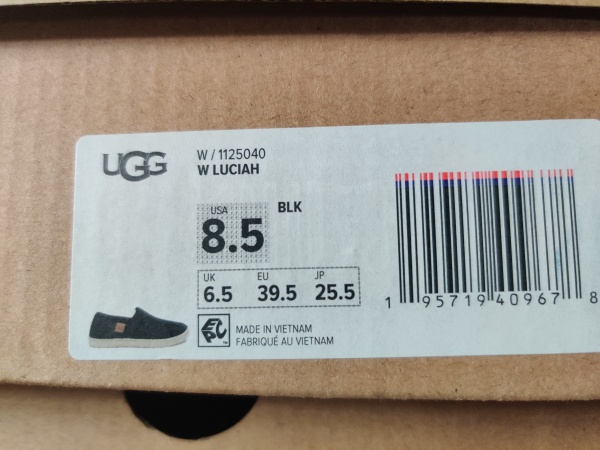 UGG
W / 1125040
W LUCIAH
USA
BLK
8.5
UK EU JP
6.5 39.5 25.5
EPC™
MADE IN VIETNAM
FABRIQUÉ AU VIETNAM
1 95719 40967 8